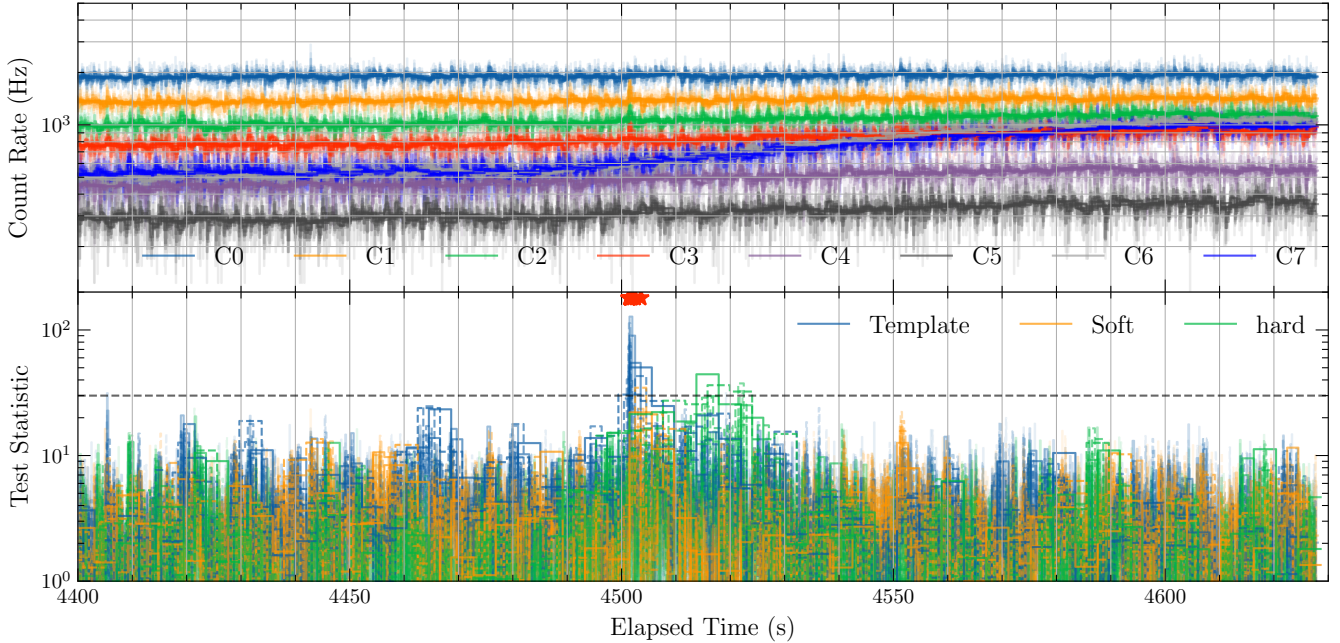 Count Rate (Hz)
10³
C0 C1 C2 C3 C4 C5 C6 C7
Test Statistic
10²
10¹
10⁰
Template Soft hard
4400 4450 4500 4550 4600
Elapsed Time (s)